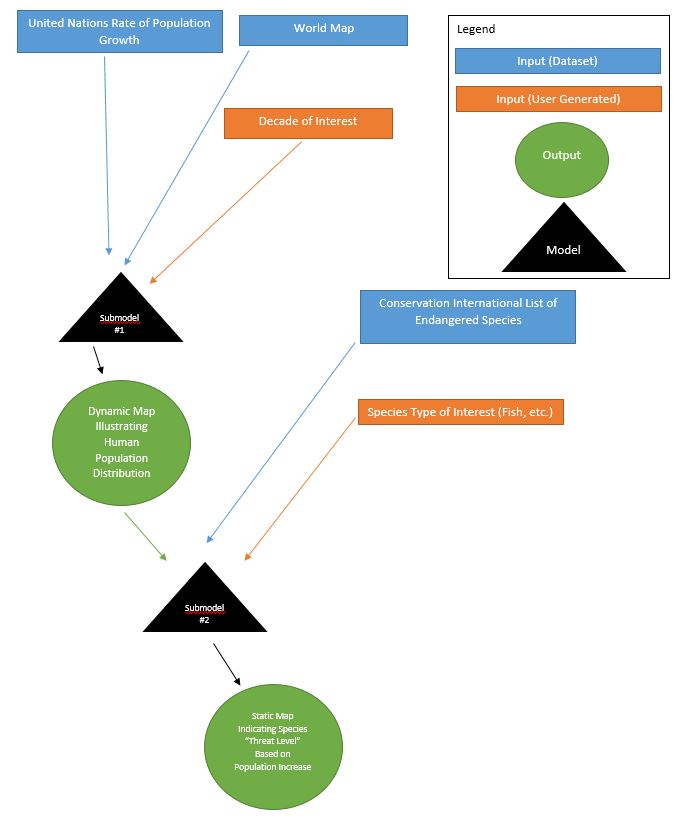 United Nations Rate of Population
Growth
World Map
Decade of Interest
Legend
Input (Dataset)
Input (User Generated)
Output
Model
Submodel
#1
Conservation International List of
Endangered Species
Species Type of Interest (Fish, etc.)
Dynamic Map
Illustrating
Human
Population
Distribution
Submodel
#2
Static Map
Indicating Species
“Threat Level”
Based on
Population Increase